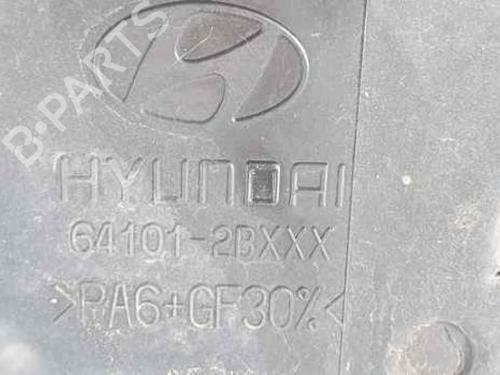 B-PARTS
HYUNDAI
64101-2BXXX
>PA6+GF30%<